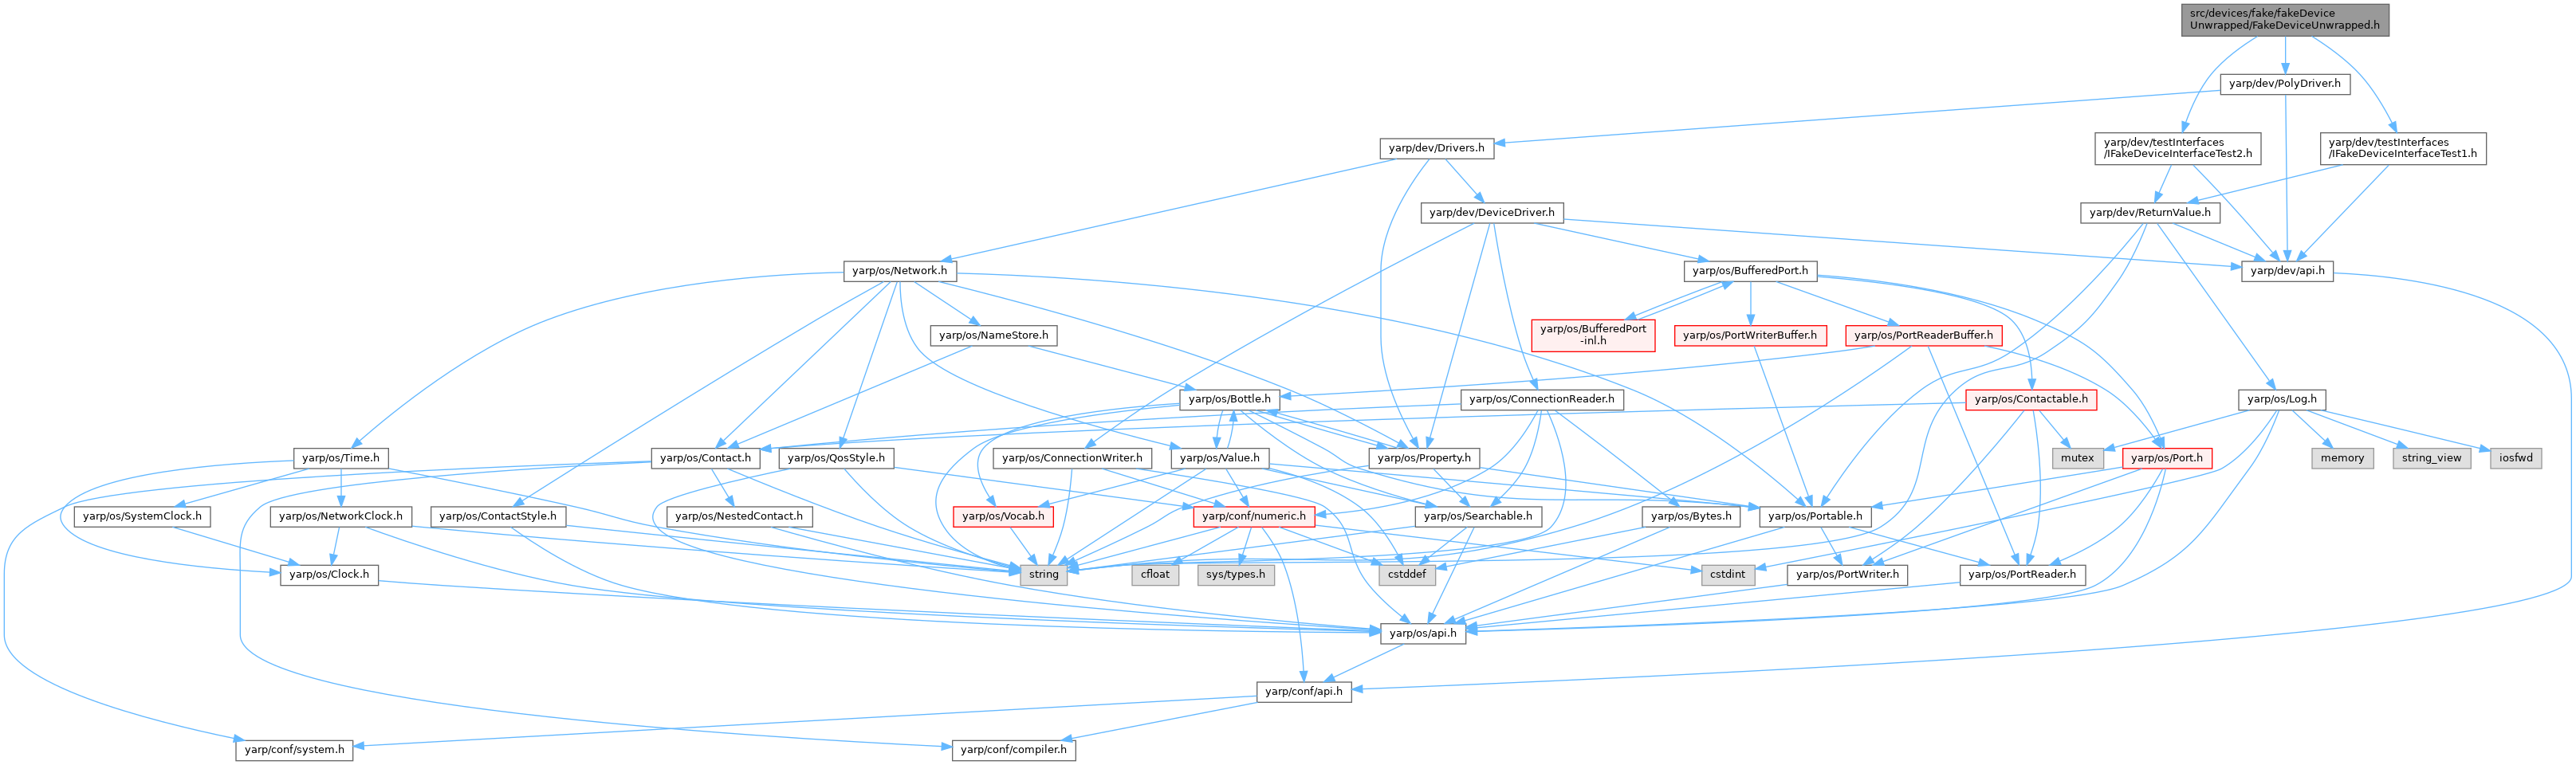 src/devices/fake/fakeDevice
Unwrapped/FakeDeviceUnwrapped.h
yarp/dev/PolyDriver.h
yarp/dev/Drivers.h
yarp/dev/testInterfaces
/IFakeDeviceInterfaceTest2.h
yarp/dev/testInterfaces
/IFakeDeviceInterfaceTest1.h
yarp/dev/DeviceDriver.h
yarp/dev/ReturnValue.h
yarp/os/Network.h
yarp/os/BufferedPort.h
yarp/dev/api.h
yarp/os/NameStore.h
yarp/os/BufferedPort
-inl.h
yarp/os/PortWriterBuffer.h
yarp/os/PortReaderBuffer.h
yarp/os/Bottle.h
yarp/os/ConnectionReader.h
yarp/os/Contactable.h
yarp/os/Log.h
yarp/os/Time.h
yarp/os/Contact.h
yarp/os/QosStyle.h
yarp/os/ConnectionWriter.h
yarp/os/Value.h
yarp/os/Property.h
mutex
yarp/os/Port.h
memory
string_view
iosfwd
yarp/os/SystemClock.h
yarp/os/NetworkClock.h
yarp/os/ContactStyle.h
yarp/os/NestedContact.h
yarp/os/Vocab.h
yarp/conf/numeric.h
yarp/os/Searchable.h
yarp/os/Bytes.h
yarp/os/Portable.h
yarp/os/Clock.h
string
cfloat
sys/types.h
cstddef
cstdint
yarp/os/PortWriter.h
yarp/os/PortReader.h
yarp/os/api.h
yarp/conf/api.h
yarp/conf/system.h
yarp/conf/compiler.h